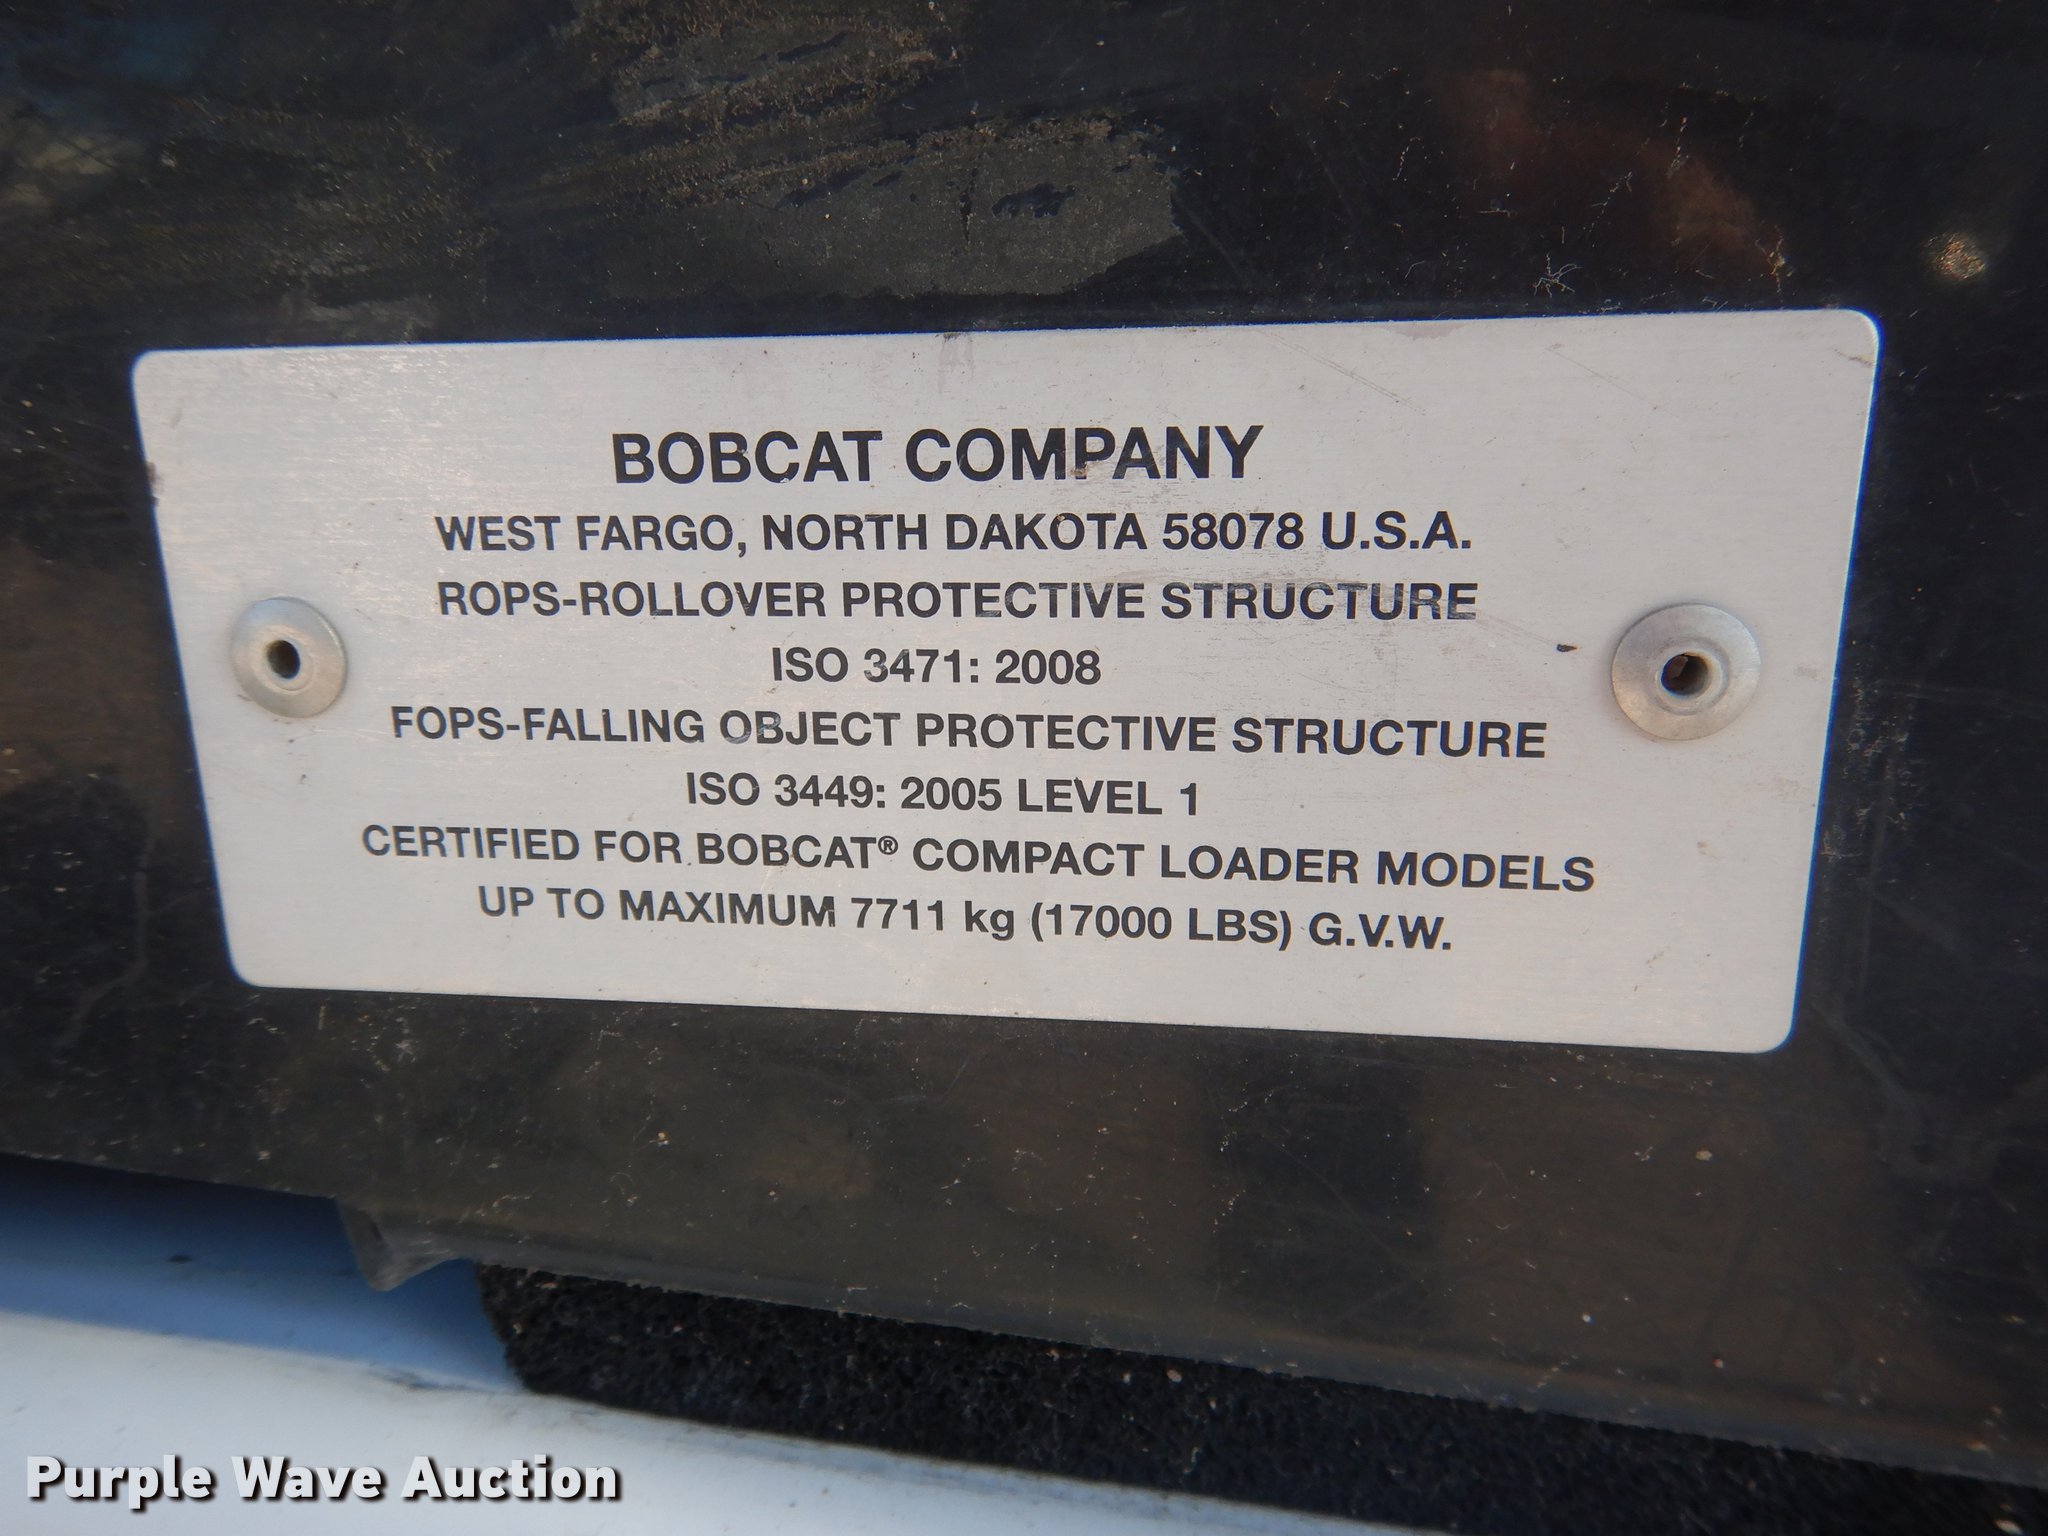 BOBCAT COMPANY
WEST FARGO, NORTH DAKOTA 58078 U.S.A.
ROPS-ROLLOVER PROTECTIVE STRUCTURE
ISO 3471: 2008
FOPS-FALLING OBJECT PROTECTIVE STRUCTURE
ISO 3449: 2005 LEVEL 1
CERTIFIED FOR BOBCAT® COMPACT LOADER MODELS
UP TO MAXIMUM 7711 kg (17000 LBS) G.V.W.
Purple Wave Auction